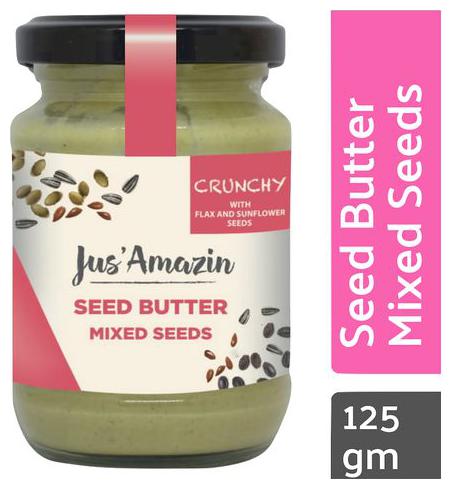 CRUNCHY
WITH
FLAX AND SUNFLOWER
SEEDS
Jus'Amazin
SEED BUTTER
MIXED SEEDS
Seed Butter
Mixed Seeds
125
gm